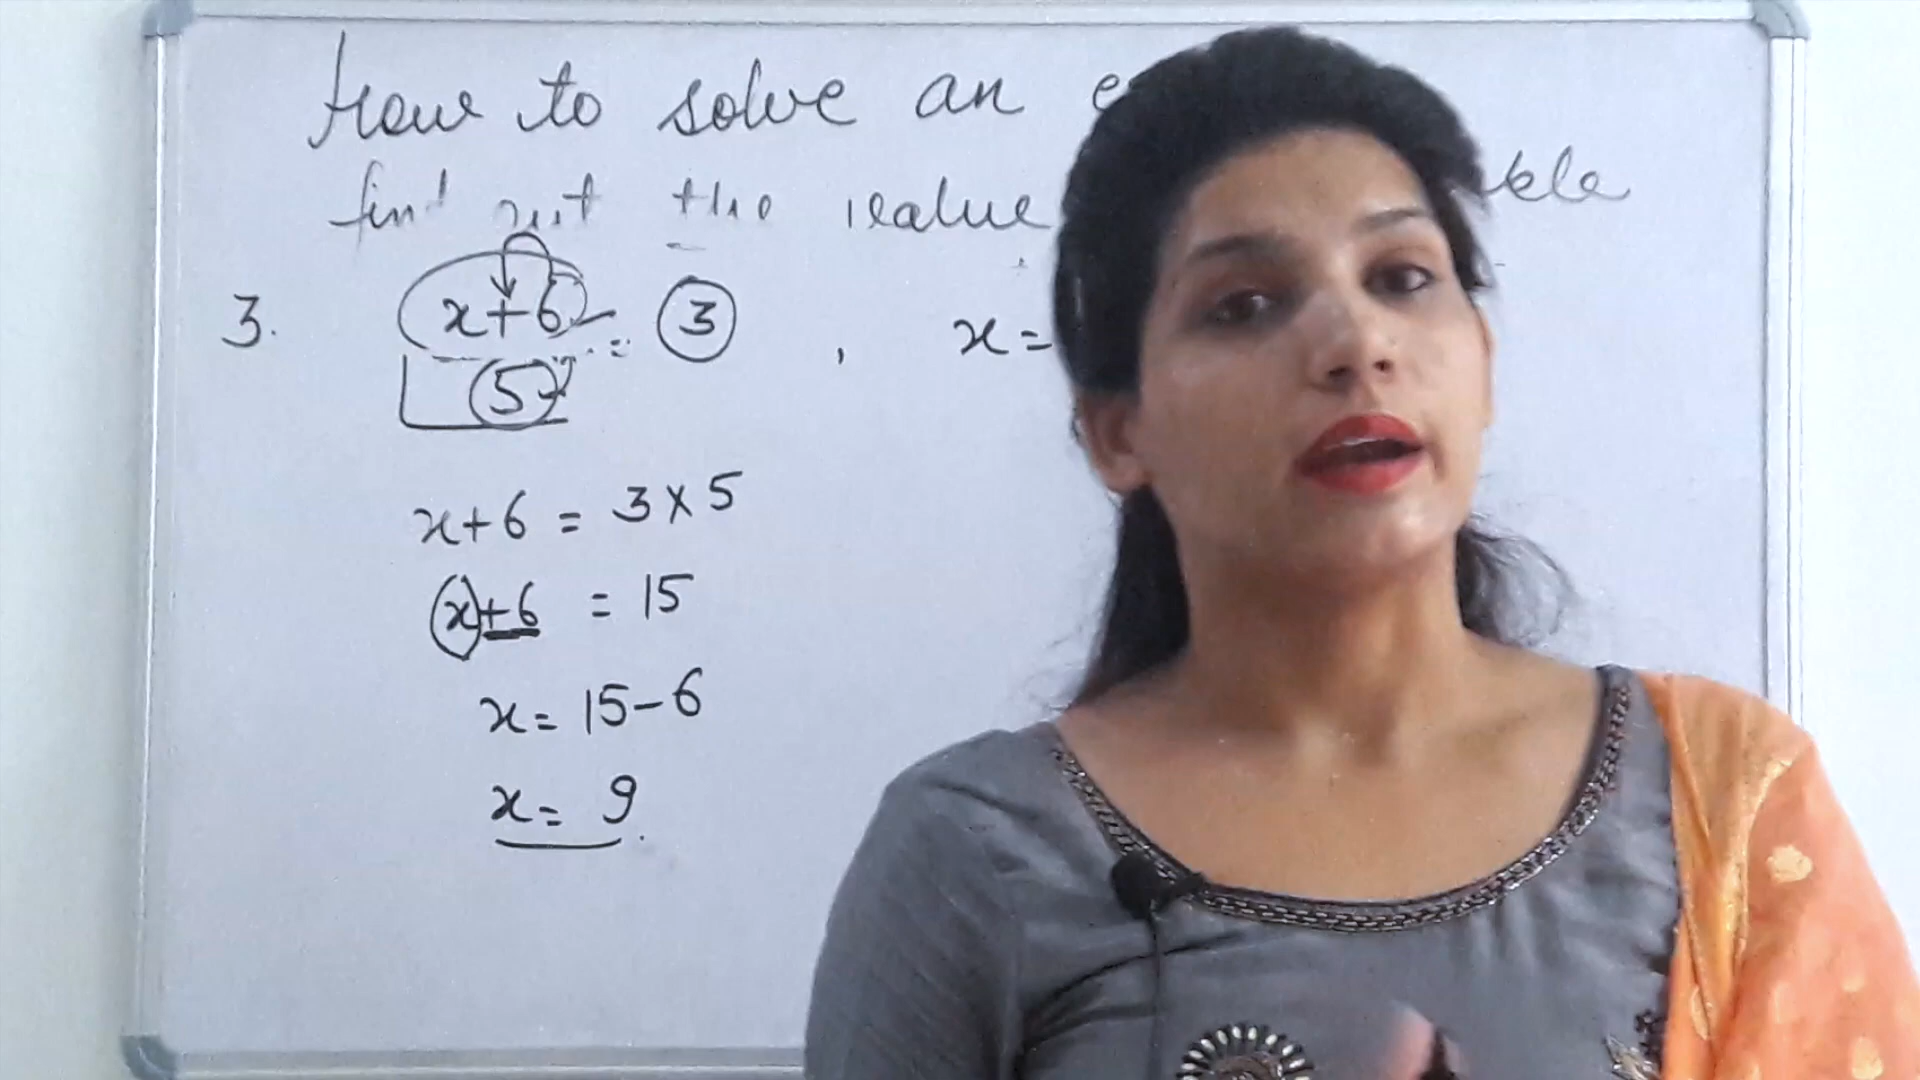 How to solve an
find out the value
3. x+6 = 3 , x=
5
x+6 = 3 × 5
x+6 = 15
x = 15 - 6
x = 9